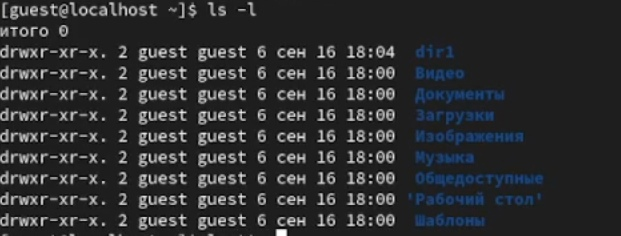 [guest@localhost ~]$ ls -l
итого 0
drwxr-xr-x. 2 guest guest 6 сен 16 18:04  dir1
drwxr-xr-x. 2 guest guest 6 сен 16 18:00  Видео
drwxr-xr-x. 2 guest guest 6 сен 16 18:00  Документы
drwxr-xr-x. 2 guest guest 6 сен 16 18:00  Загрузки
drwxr-xr-x. 2 guest guest 6 сен 16 18:00  Изображения
drwxr-xr-x. 2 guest guest 6 сен 16 18:00  Музыка
drwxr-xr-x. 2 guest guest 6 сен 16 18:00  Общедоступные
drwxr-xr-x. 2 guest guest 6 сен 16 18:00 'Рабочий стол'
drwxr-xr-x. 2 guest guest 6 сен 16 18:00  Шаблоны